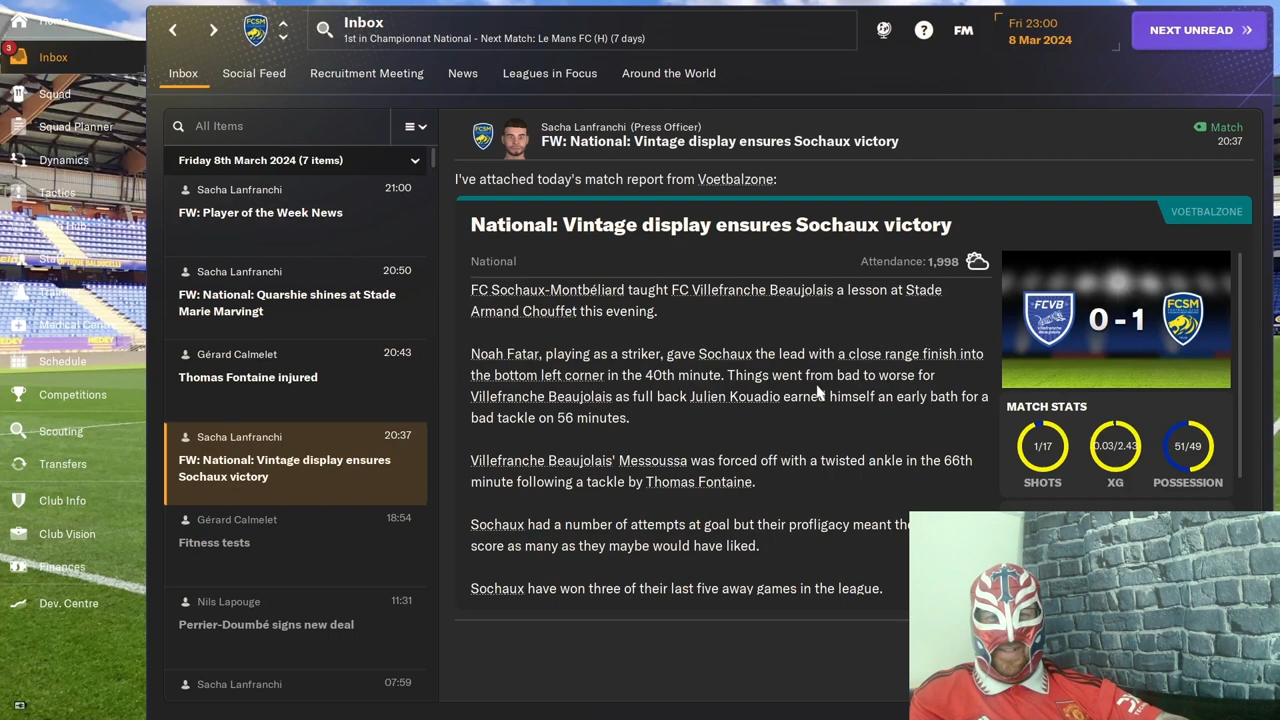 Home
3
Inbox
Squad
Squad Planner
Dynamics
Tactics
Medical
Schedule
Competitions
Scouting
Transfers
Club Info
Club Vision
Finances
Dev. Centre
FCSM
Inbox
1st in Championnat National - Next Match: Le Mans FC (H) (7 days)
?
FM
Fri 23:00
8 Mar 2024
NEXT UNREAD
Inbox
Social Feed
Recruitment Meeting
News
Leagues in Focus
Around the World
All Items
Friday 8th March 2024 (7 items)
Sacha Lanfranchi 21:00
FW: Player of the Week News
Sacha Lanfranchi 20:50
FW: National: Quarshie shines at Stade
Marie Marvingt
Gérard Calmelet 20:43
Thomas Fontaine injured
Sacha Lanfranchi 20:37
FW: National: Vintage display ensures
Sochaux victory
Gérard Calmelet 18:54
Fitness tests
Nils Lapouge 11:31
Perrier-Doumbé signs new deal
Sacha Lanfranchi 07:59
FCSM
Sacha Lanfranchi (Press Officer)
FW: National: Vintage display ensures Sochaux victory
Match
20:37
I've attached today's match report from Voetbalzone:
VOETBALZONE
National: Vintage display ensures Sochaux victory
National
Attendance: 1,998
FC Sochaux-Montbéliard taught FC Villefranche Beaujolais a lesson at Stade
Armand Chouffet this evening.
Noah Fatar, playing as a striker, gave Sochaux the lead with a close range finish into
the bottom left corner in the 40th minute. Things went from bad to worse for
Villefranche Beaujolais as full back Julien Kouadio earned himself an early bath for a
bad tackle on 56 minutes.
Villefranche Beaujolais' Messoussa was forced off with a twisted ankle in the 66th
minute following a tackle by Thomas Fontaine.
Sochaux had a number of attempts at goal but their profligacy meant the
score as many as they maybe would have liked.
Sochaux have won three of their last five away games in the league.
FCVB
0 - 1
FCSM
MATCH STATS
1/17
0.03/2.43
51/49
SHOTS
XG
POSSESSION